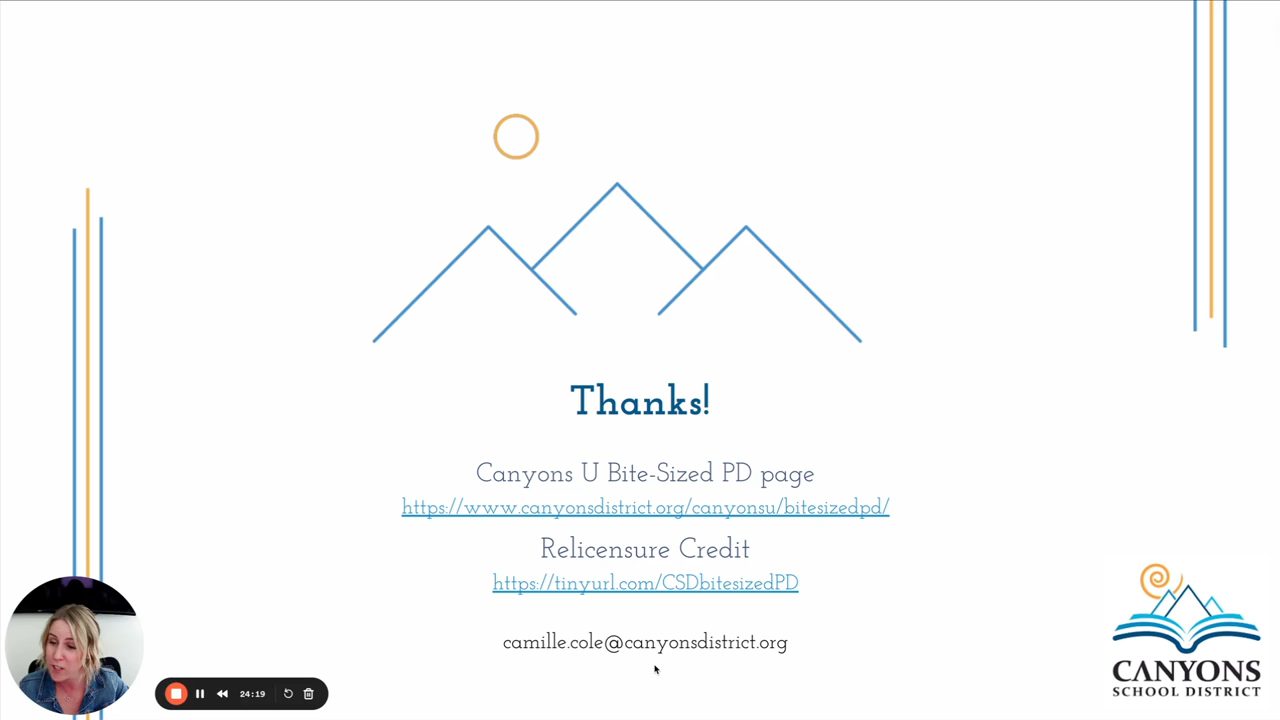 Thanks!
Canyons U Bite-Sized PD page
https://www.canyonsdistrict.org/canyonsu/bitesizedpd/
Relicensure Credit
https://tinyurl.com/CSDbitesizedPD
camille.cole@canyonsdistrict.org
24:19
CANYONS
SCHOOL DISTRICT